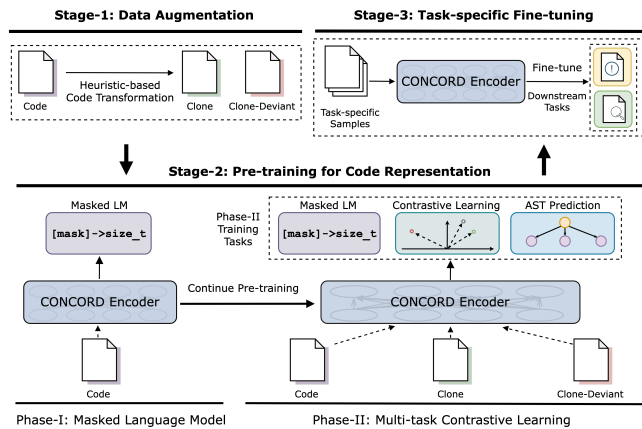 Stage-1: Data Augmentation
Code
Heuristic-based
Code Transformation
Clone
Clone-Deviant
Stage-3: Task-specific Fine-tuning
Task-specific
Samples
CONCORD Encoder
Fine-tune
Downstream
Tasks
Stage-2: Pre-training for Code Representation
Masked LM
[mask]->size_t
CONCORD Encoder
Code
Continue Pre-training
Phase-II
Training
Tasks
Masked LM
[mask]->size_t
Contrastive Learning
AST Prediction
CONCORD Encoder
Code
Clone
Clone-Deviant
Phase-I: Masked Language Model
Phase-II: Multi-task Contrastive Learning